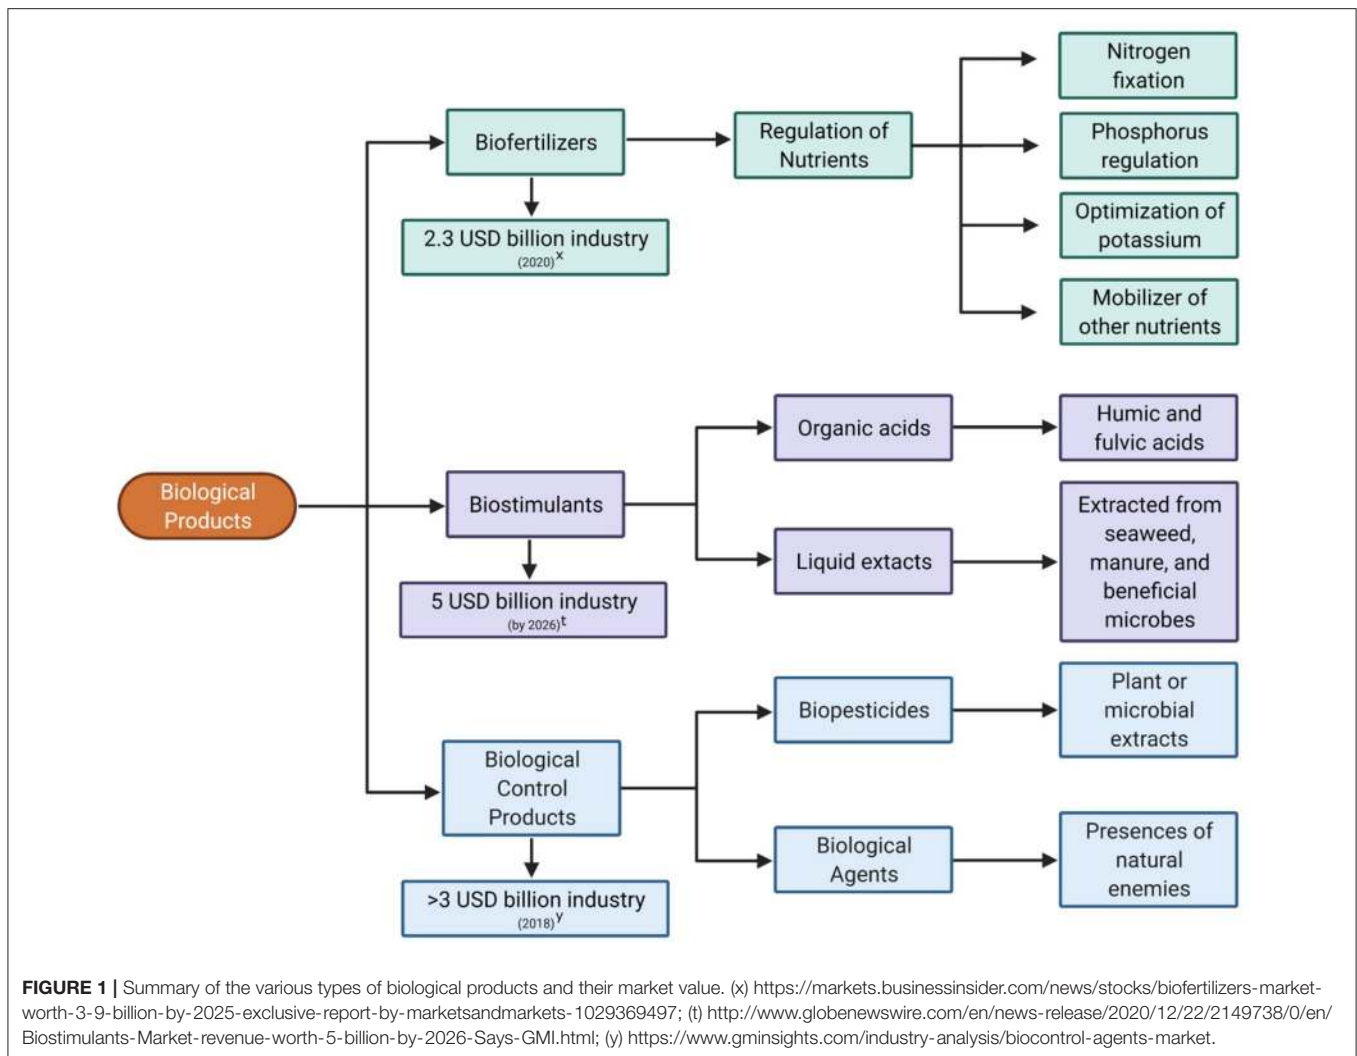 Nitrogen
fixation
Biofertilizers
Regulation of
Nutrients
Phosphorus
regulation
2.3 USD billion industry
(2020)x
Optimization of
potassium
Mobilizer of
other nutrients
Biological
Products
Biostimulants
Organic acids
Humic and
fulvic acids
Liquid extacts
Extracted from
seaweed,
manure, and
beneficial
microbes
5 USD billion industry
(by 2026)t
Biological
Control
Products
Biopesticides
Plant or
microbial
extracts
Biological
Agents
Presences of
natural
enemies
>3 USD billion industry
(2018)y
FIGURE 1 | Summary of the various types of biological products and their market value. (x) https://markets.businessinsider.com/news/stocks/biofertilizers-market-
worth-3-9-billion-by-2025-exclusive-report-by-marketsandmarkets-1029369497; (t) http://www.globenewswire.com/en/news-release/2020/12/22/2149738/0/en/
Biostimulants-Market-revenue-worth-5-billion-by-2026-Says-GMI.html; (y) https://www.gminsights.com/industry-analysis/biocontrol-agents-market.